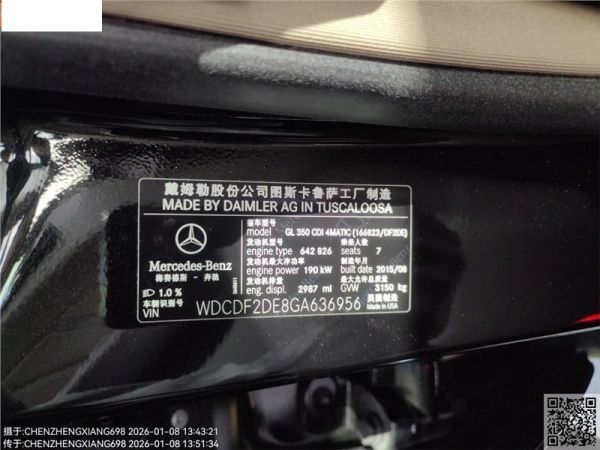 戴姆勒股份公司图斯卡鲁萨工厂制造
MADE BY DAIMLER AG IN TUSCALOOSA
整车型号
model GL 350 CDI 4MATIC (166823/DF2DE)
发动机型号 乘坐人数
engine type 642 826 seats 7
发动机最大净功率 制造年月
engine power 190 kW built date 2015/08
发动机排量 最大允许总质量
eng. displ. 2987 ml GVW 3150 kg
Mercedes-Benz
梅赛德斯-奔驰
1.0 %
车辆识别代号
VIN WDCDF2DE8GA636956
美国制造
Made in USA
摄于:CHENZHENGXIANG698 2026-01-08 13:43:21
传于:CHENZHENGXIANG698 2026-01-08 13:51:34